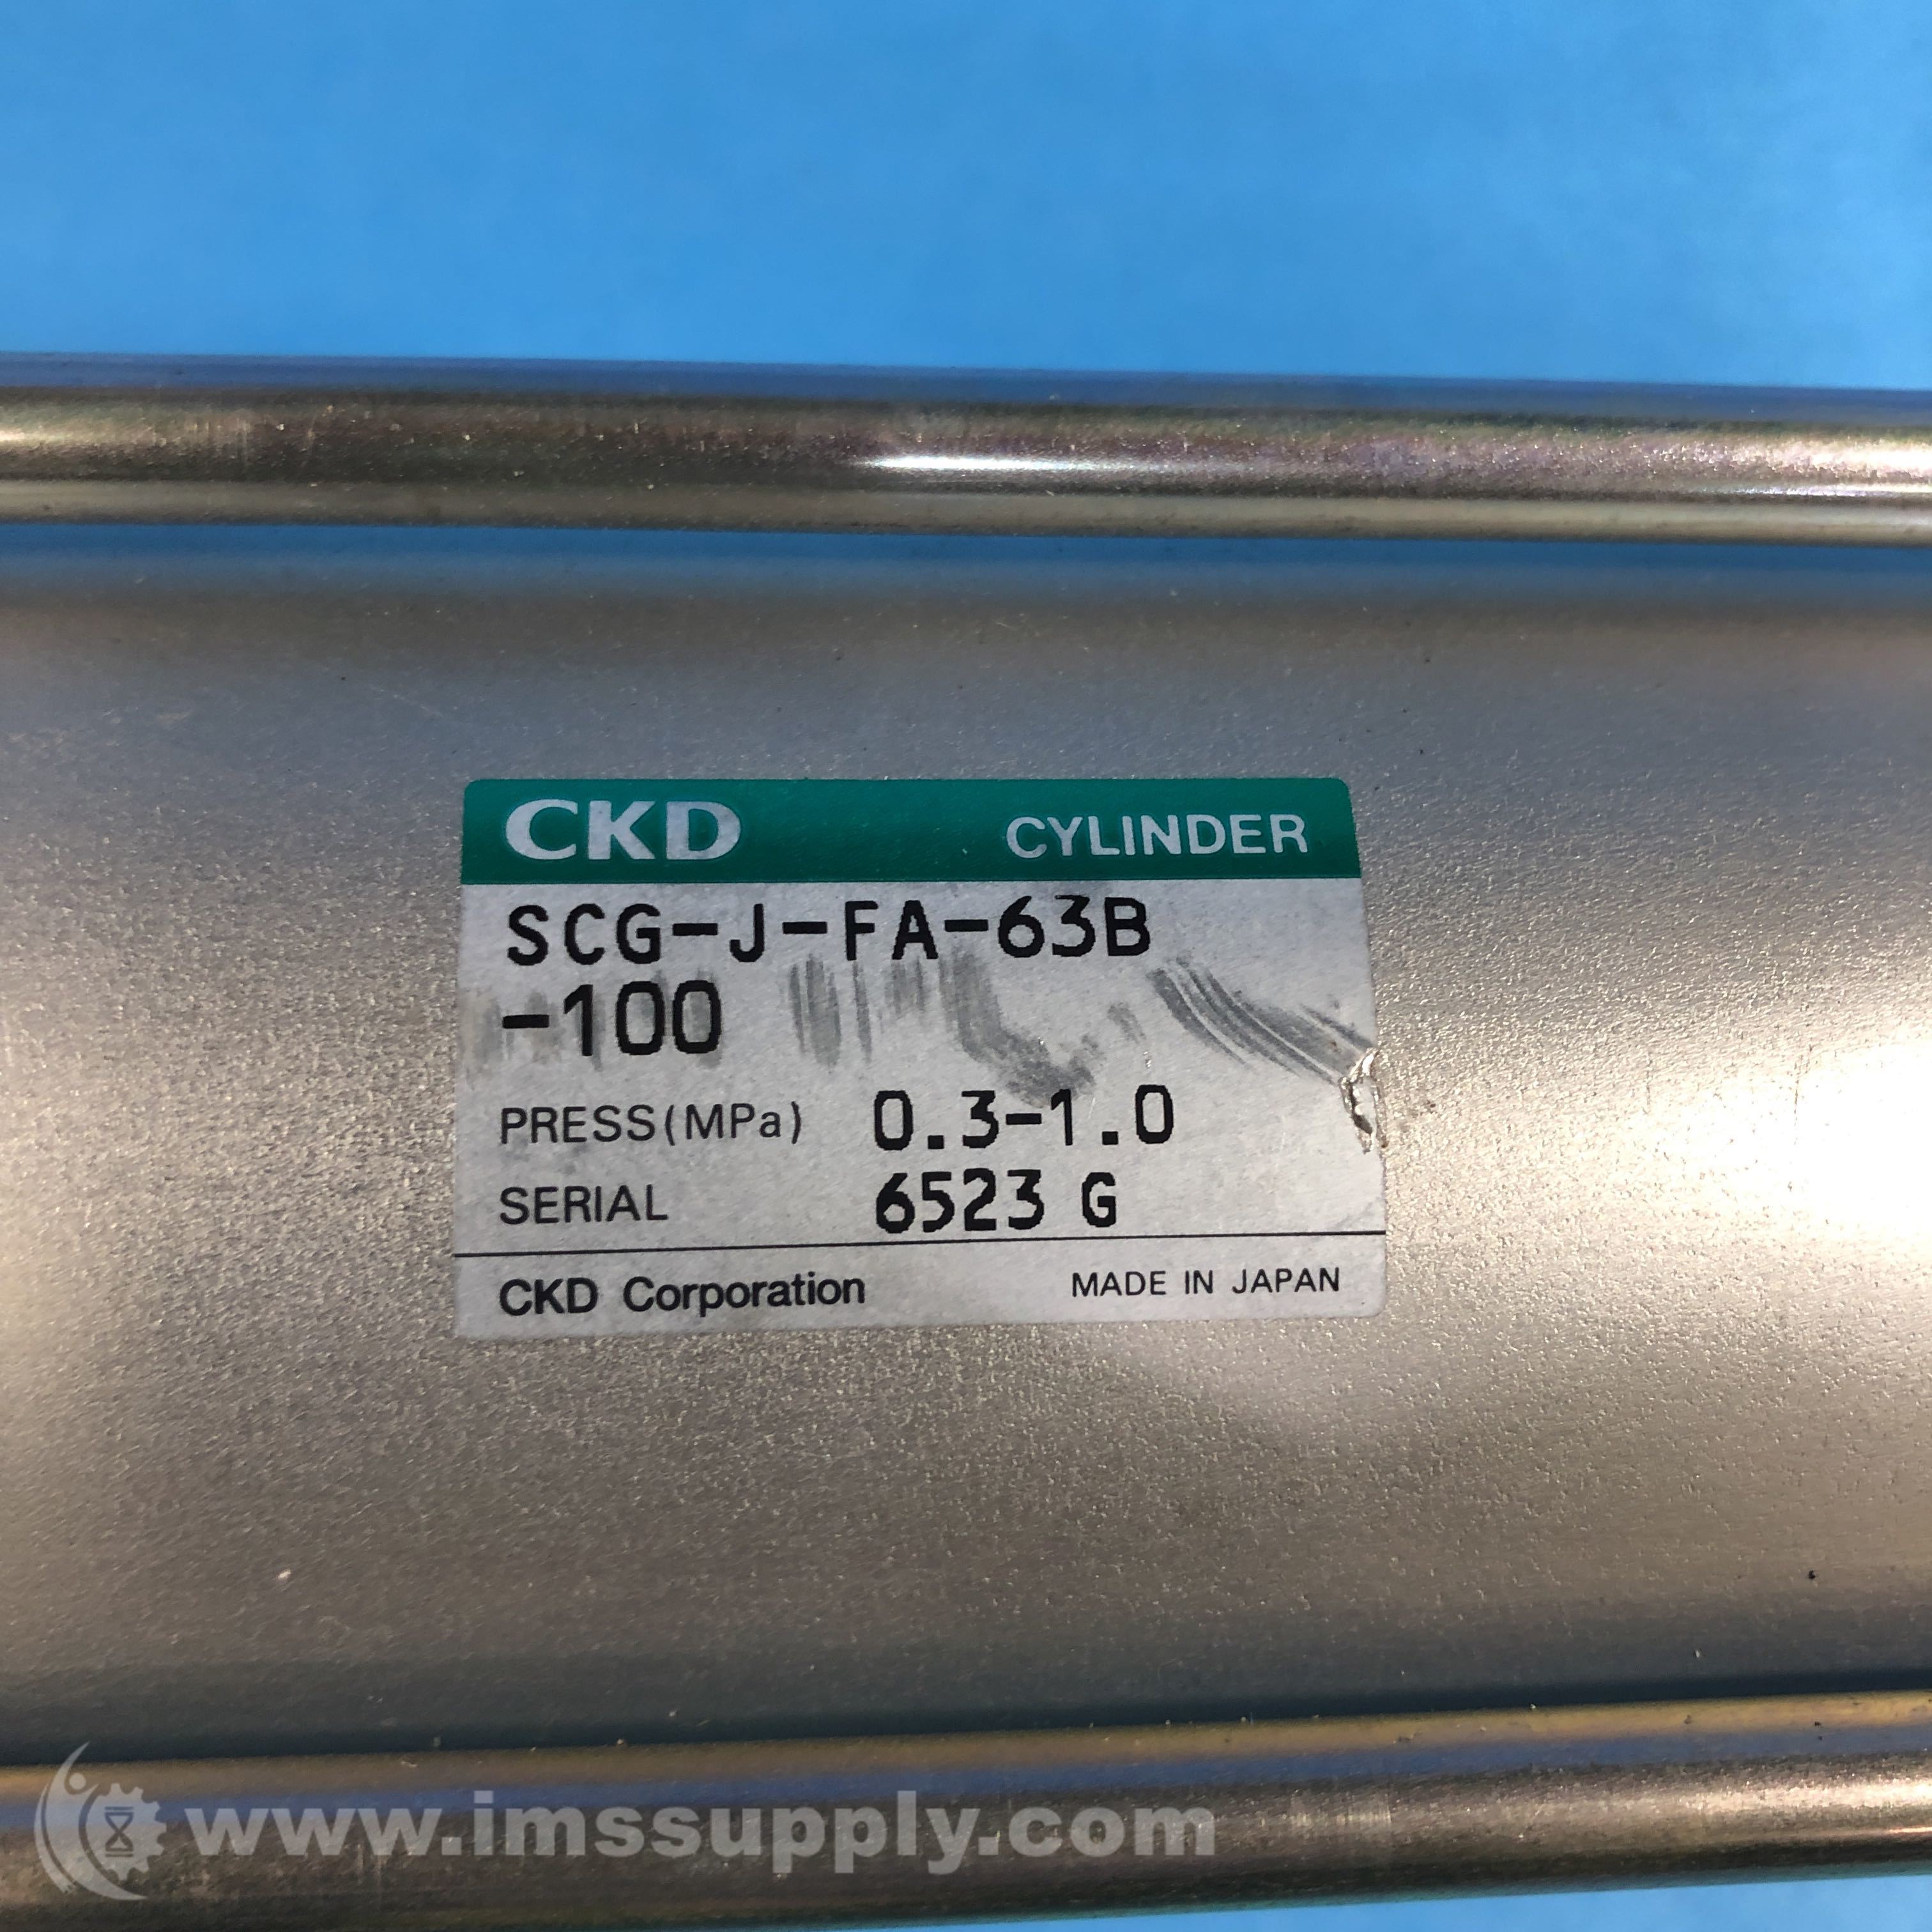 CKD CYLINDER
SCG-J-FA-63B
-100
PRESS(MPa) 0.3-1.0
SERIAL 6523 G
CKD Corporation MADE IN JAPAN
www.imssupply.com